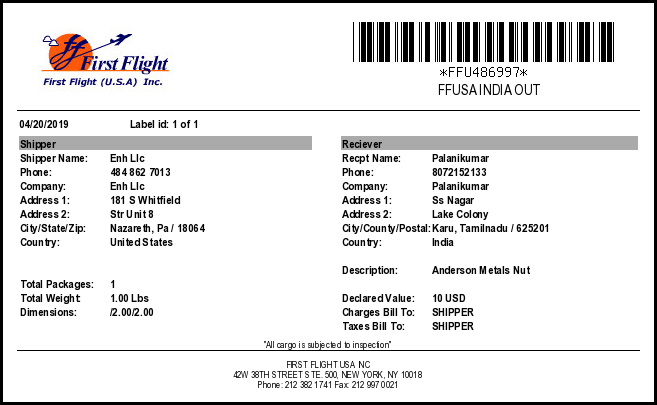 First Flight
First Flight (U.S.A) Inc.
*FFU486997*
FFUSA INDIA OUT
04/20/2019 Label id: 1 of 1
Shipper Reciever
Shipper Name: Enh Llc Recpt Name: Palanikumar
Phone: 484 862 7013 Phone: 8072152133
Company: Enh Llc Company: Palanikumar
Address 1: 181 S Whitfield Address 1: Ss Nagar
Address 2: Str Unit 8 Address 2: Lake Colony
City/State/Zip: Nazareth, Pa / 18064 City/County/Postal: Karu, Tamilnadu / 625201
Country: United States Country: India
Description: Anderson Metals Nut
Total Packages: 1
Total Weight: 1.00 Lbs Declared Value: 10 USD
Dimensions: /2.00/2.00 Charges Bill To: SHIPPER
Taxes Bill To: SHIPPER
"All cargo is subjected to inspection"
FIRST FLIGHT USA INC
42W 38TH STREET STE. 500, NEW YORK, NY 10018
Phone: 212 382 1741 Fax: 212 997 0021